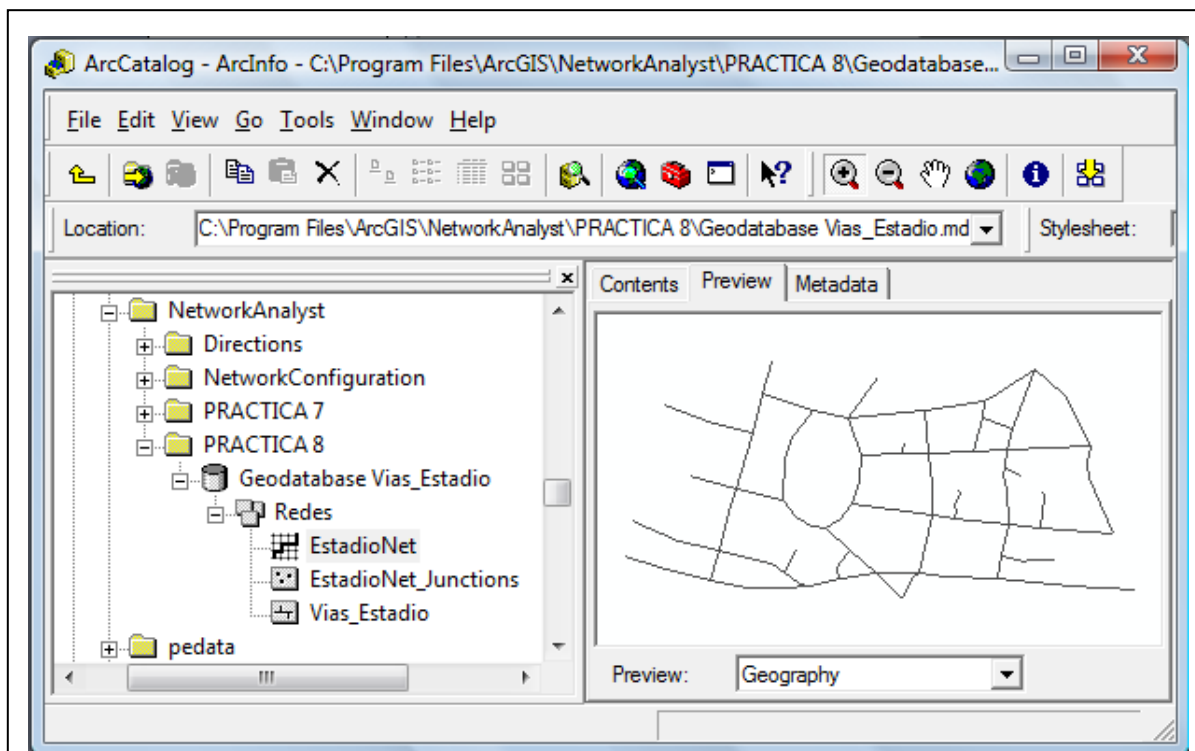 ArcCatalog - ArcInfo - C:\Program Files\ArcGIS\NetworkAnalyst\PRACTICA 8\Geodatabase...
File Edit View Go Tools Window Help
Location: C:\Program Files\ArcGIS\NetworkAnalyst\PRACTICA 8\Geodatabase Vias_Estadio.md Stylesheet:
Contents Preview Metadata
NetworkAnalyst
Directions
NetworkConfiguration
PRACTICA 7
PRACTICA 8
Geodatabase Vias_Estadio
Redes
EstadioNet
EstadioNet_Junctions
Vias_Estadio
pedata
Preview: Geography